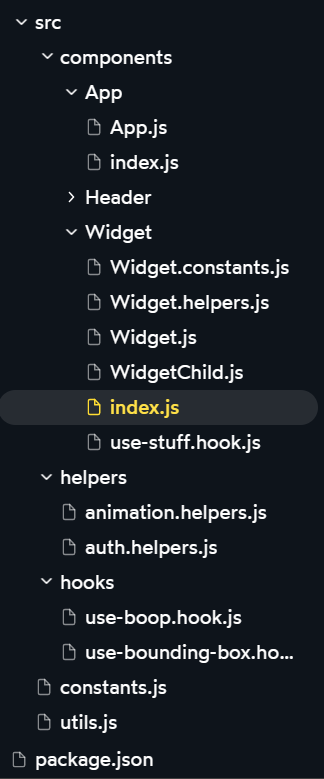 src
components
App
App.js
index.js
Header
Widget
Widget.constants.js
Widget.helpers.js
Widget.js
WidgetChild.js
index.js
use-stuff.hook.js
helpers
animation.helpers.js
auth.helpers.js
hooks
use-boop.hook.js
use-bounding-box.ho...
constants.js
utils.js
package.json